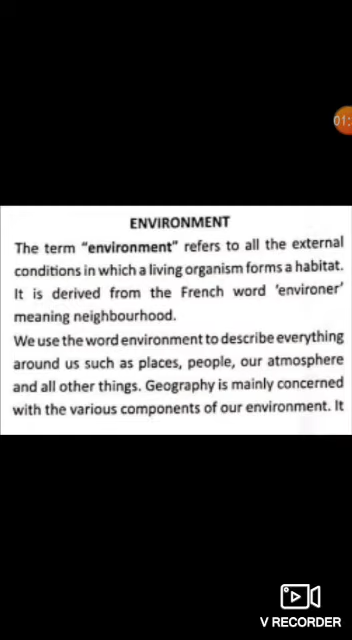 01:
ENVIRONMENT
The term "environment" refers to all the external
conditions in which a living organism forms a habitat.
It is derived from the French word 'environer'
meaning neighbourhood.
We use the word environment to describe everything
around us such as places, people, our atmosphere
and all other things. Geography is mainly concerned
with the various components of our environment. It
V RECORDER